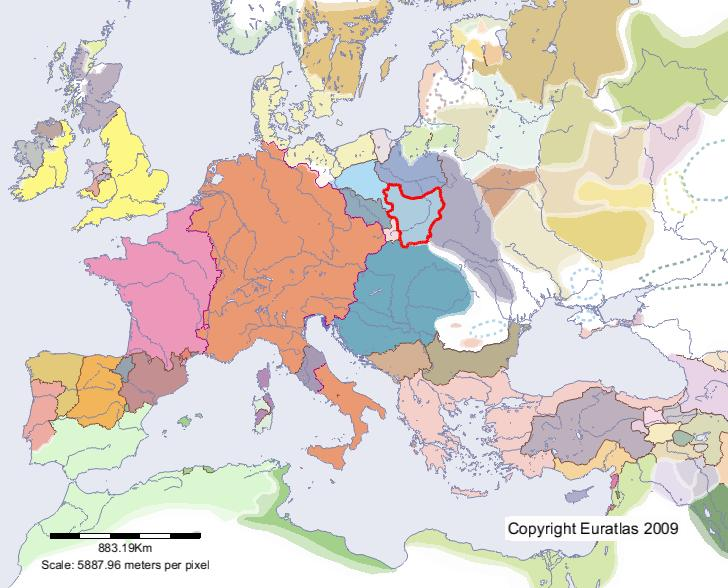 Copyright Euratlas 2009
883.19Km
Scale: 5887.96 meters per pixel